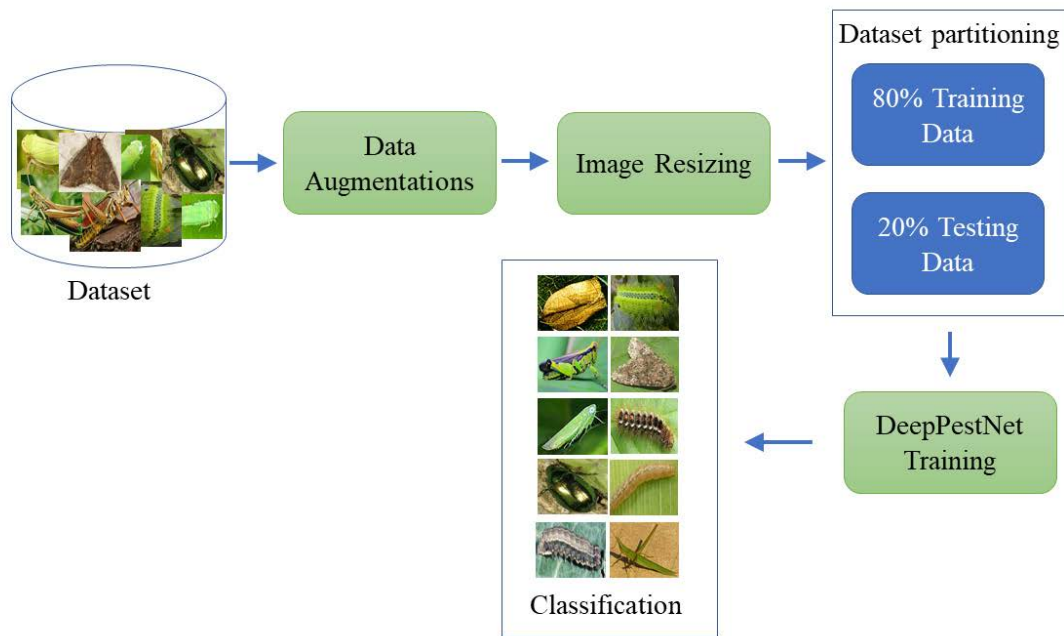 Dataset partitioning
80% Training
Data
20% Testing
Data
Data
Augmentations
Image Resizing
Dataset
DeepPestNet
Training
Classification